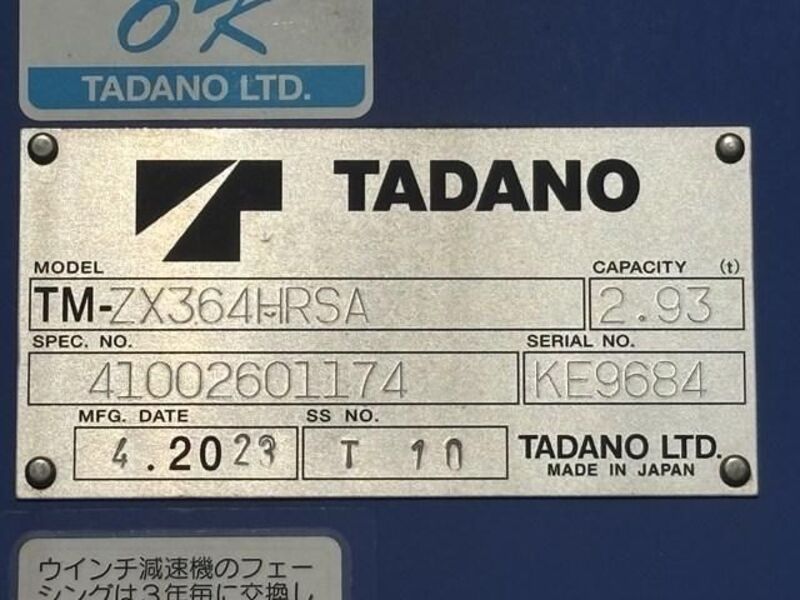 OK
TADANO LTD.
TADANO
MODEL
CAPACITY (t)
TM-ZX364HRSA
2.93
SPEC. NO.
SERIAL NO.
41002601174
KE9684
MFG. DATE
SS NO.
4.2023
T 10
TADANO LTD.
MADE IN JAPAN
ウインチ減速機のフェー
シングは3年毎に交換し